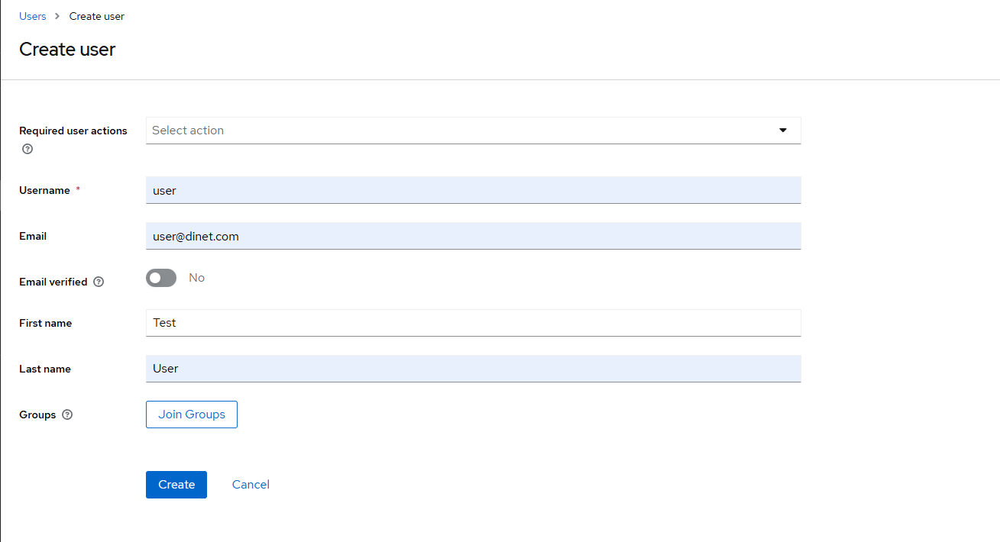 Users > Create user
Create user
Required user actions
Select action
Username *
user
Email
user@dinet.com
Email verified
No
First name
Test
Last name
User
Groups
Join Groups
Create Cancel